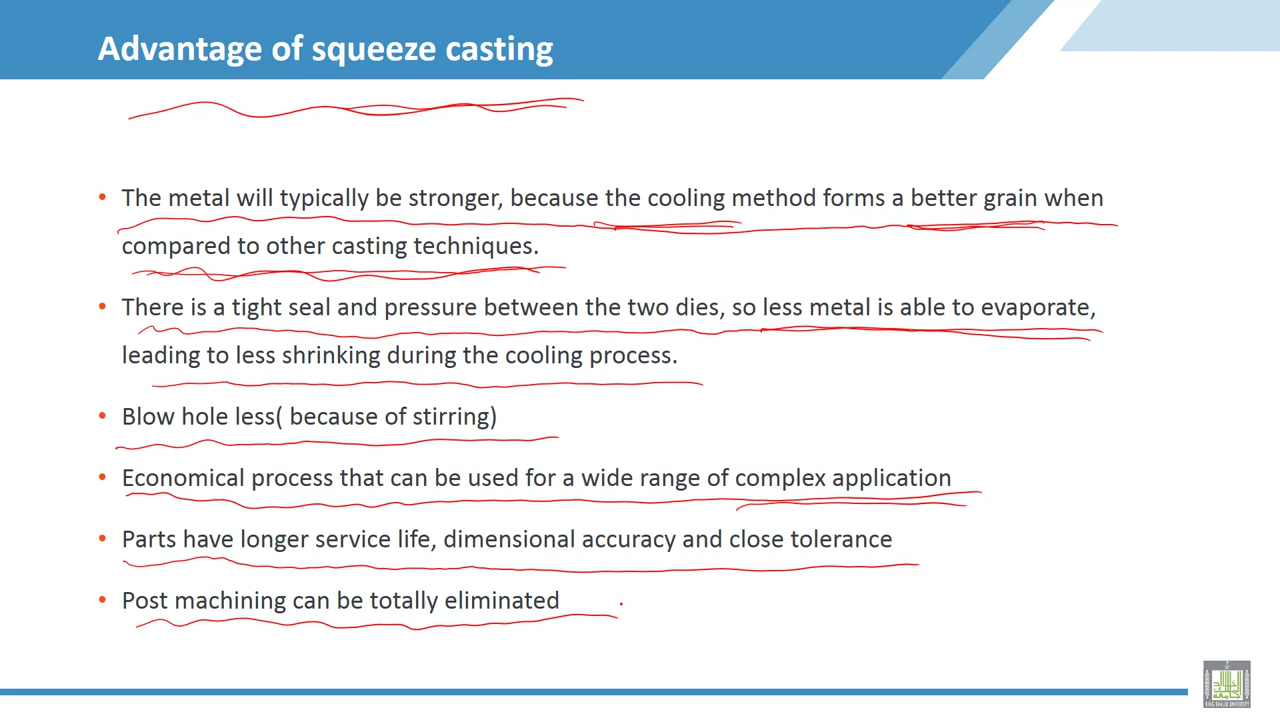 Advantage of squeeze casting
• The metal will typically be stronger, because the cooling method forms a better grain when
compared to other casting techniques.
• There is a tight seal and pressure between the two dies, so less metal is able to evaporate,
leading to less shrinking during the cooling process.
• Blow hole less( because of stirring)
• Economical process that can be used for a wide range of complex application
• Parts have longer service life, dimensional accuracy and close tolerance
• Post machining can be totally eliminated
KING KHALID UNIVERSITY